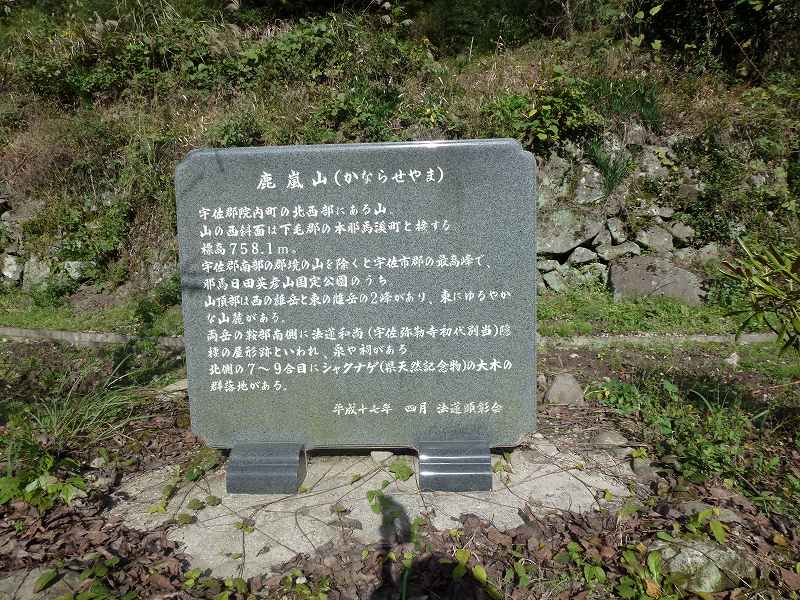 鹿嵐山(かならせやま)
宇佐郡院内町の北西部にある山、
山の西斜面は下毛郡の本耶馬渓町と接する
標高758.1m。
宇佐郡南部の郡境の山を除くと宇佐市郡の最高峰で、
耶馬日田英彦山国定公園のうち
山頂部は西の雄岳と東の雌岳の2峰があり、東にゆるやか
な山麓がある。
両岳の鞍部南側に法道和尚(宇佐弥勒寺初代別当)隠
棲の屋形跡といわれ、泉や祠がある
北側の7〜9合目にシャクナゲ(県天然記念物)の大木の
群落地がある。
平成十七年 四月 法道顕彰会